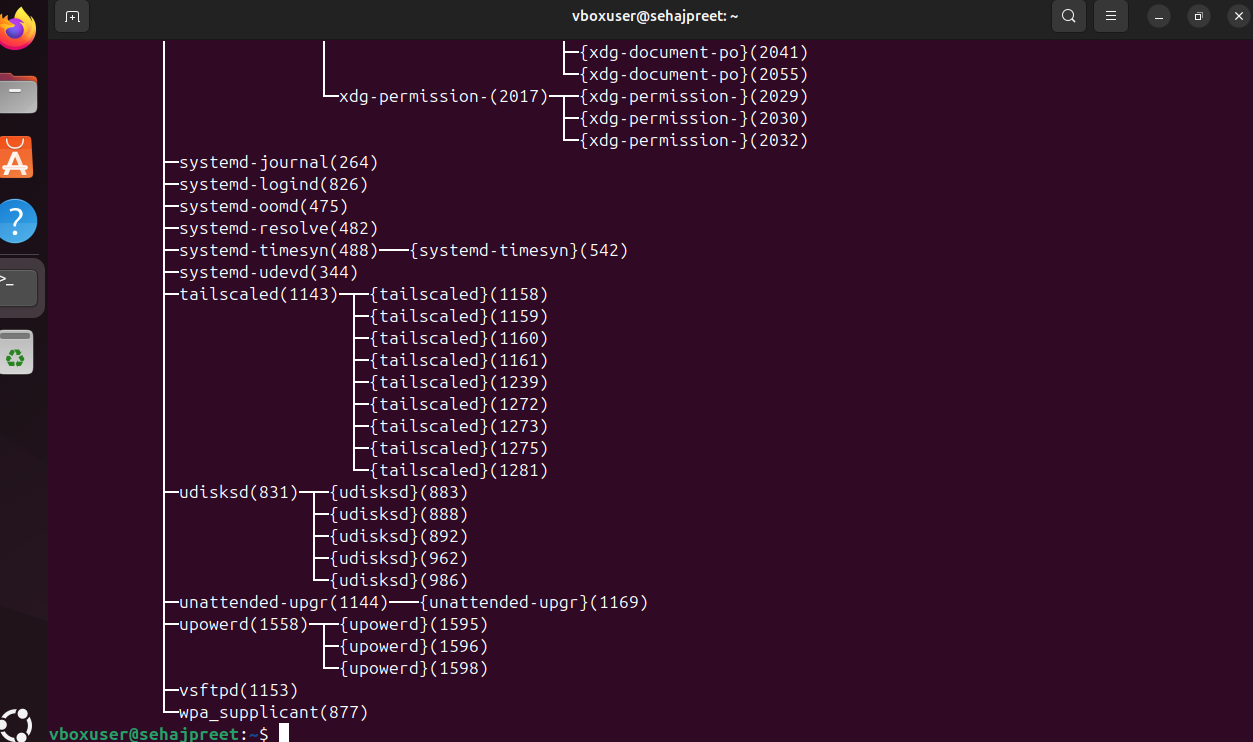 vboxuser@sehajpreet: ~
{xdg-document-po}(2041)
{xdg-document-po}(2055)
xdg-permission-(2017)
{xdg-permission-}(2029)
{xdg-permission-}(2030)
{xdg-permission-}(2032)
systemd-journal(264)
systemd-logind(826)
systemd-oomd(475)
systemd-resolve(482)
systemd-timesyn(488)───{systemd-timesyn}(542)
systemd-udevd(344)
tailscaled(1143)─┬─{tailscaled}(1158)
{tailscaled}(1159)
{tailscaled}(1160)
{tailscaled}(1161)
{tailscaled}(1239)
{tailscaled}(1272)
{tailscaled}(1273)
{tailscaled}(1275)
{tailscaled}(1281)
udisksd(831)─┬─{udisksd}(883)
{udisksd}(888)
{udisksd}(892)
{udisksd}(962)
{udisksd}(986)
unattended-upgr(1144)───{unattended-upgr}(1169)
upowerd(1558)─┬─{upowerd}(1595)
{upowerd}(1596)
{upowerd}(1598)
vsftpd(1153)
wpa_supplicant(877)
vboxuser@sehajpreet:~$